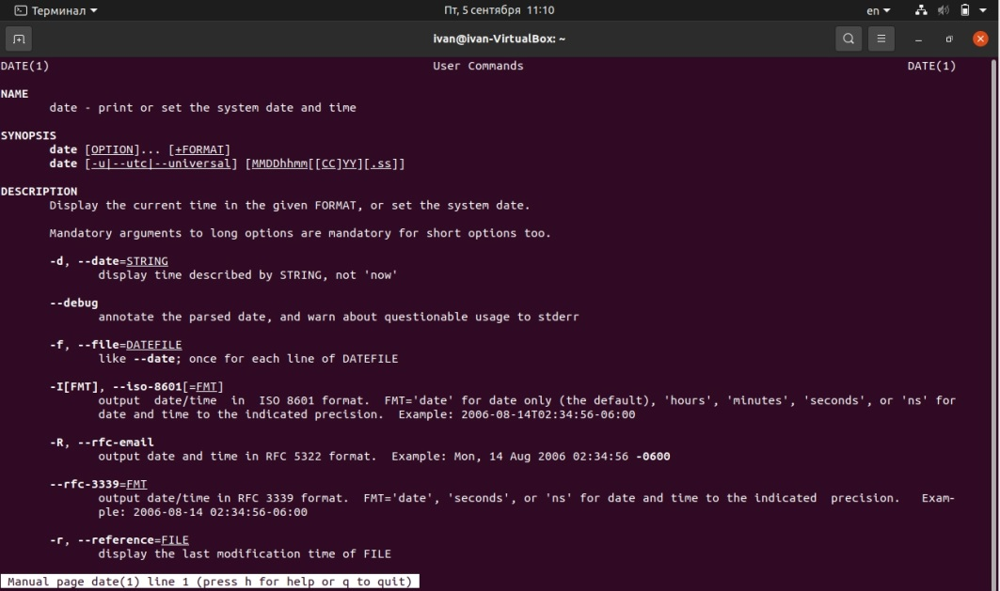 Терминал Пт, 5 сентября 11:10 en
ivan@ivan-VirtualBox: ~
DATE(1) User Commands DATE(1)
NAME
date - print or set the system date and time
SYNOPSIS
date [OPTION]... [+FORMAT]
date [-u|--utc|--universal] [MMDDhhmm[[CC]YY][.ss]]
DESCRIPTION
Display the current time in the given FORMAT, or set the system date.
Mandatory arguments to long options are mandatory for short options too.
-d, --date=STRING
display time described by STRING, not 'now'
--debug
annotate the parsed date, and warn about questionable usage to stderr
-f, --file=DATEFILE
like --date; once for each line of DATEFILE
-I[FMT], --iso-8601[=FMT]
output date/time in ISO 8601 format. FMT='date' for date only (the default), 'hours', 'minutes', 'seconds', or 'ns' for
date and time to the indicated precision. Example: 2006-08-14T02:34:56-06:00
-R, --rfc-email
output date and time in RFC 5322 format. Example: Mon, 14 Aug 2006 02:34:56 -0600
--rfc-3339=FMT
output date/time in RFC 3339 format. FMT='date', 'seconds', or 'ns' for date and time to the indicated precision. Exam-
ple: 2006-08-14 02:34:56-06:00
-r, --reference=FILE
display the last modification time of FILE
Manual page date(1) line 1 (press h for help or q to quit)